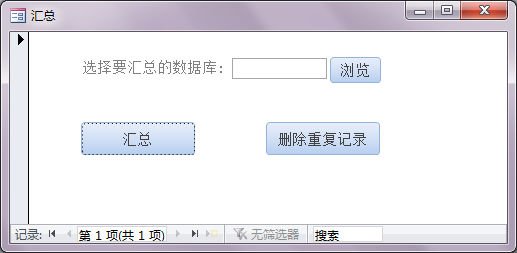 汇总
选择要汇总的数据库： 浏览
汇总 删除重复记录
记录: 第 1 项(共 1 项) 无筛选器 搜索